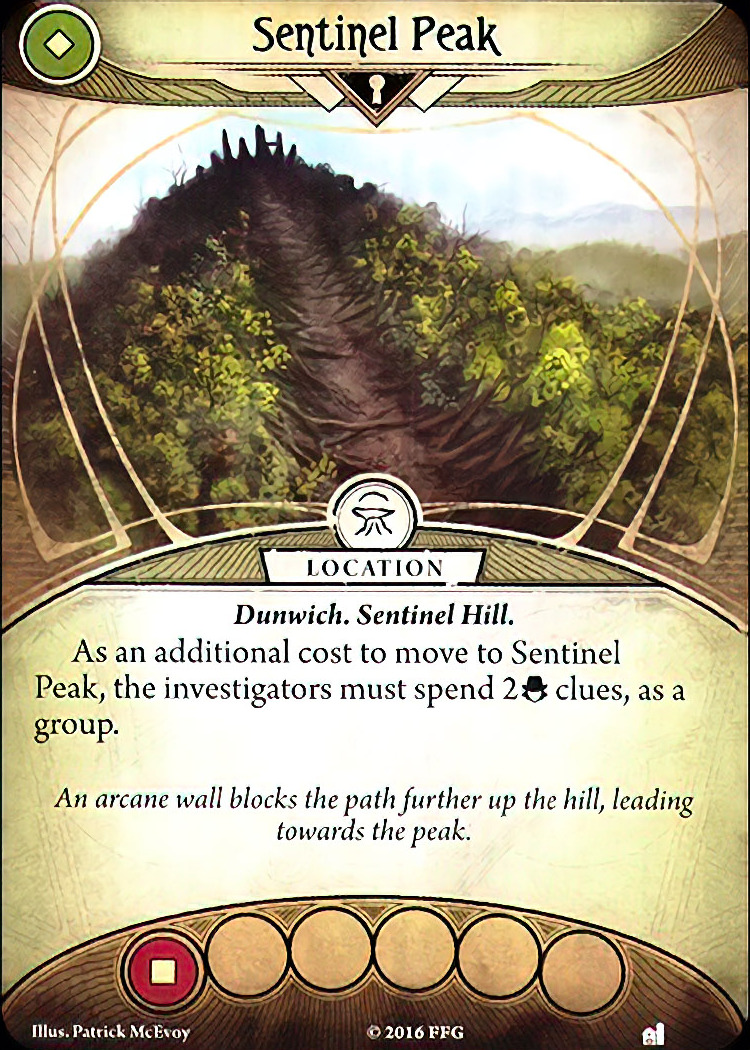 Sentinel Peak
LOCATION
Dunwich. Sentinel Hill.
As an additional cost to move to Sentinel
Peak, the investigators must spend 2 clues, as a
group.
An arcane wall blocks the path further up the hill, leading
towards the peak.
Illus. Patrick McEvoy
© 2016 FFG